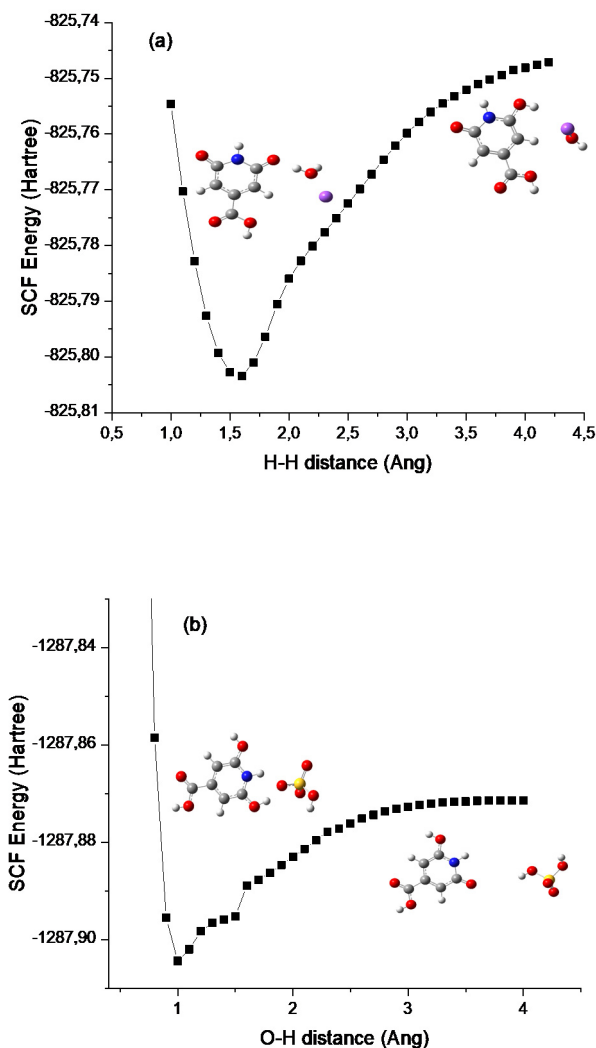 (a)
SCF Energy (Hartree)
-825,74
-825,75
-825,76
-825,77
-825,78
-825,79
-825,80
-825,81
0,5 1,0 1,5 2,0 2,5 3,0 3,5 4,0 4,5
H-H distance (Ang)
(b)
SCF Energy (Hartree)
-1287,84
-1287,86
-1287,88
-1287,90
1 2 3 4
O-H distance (Ang)